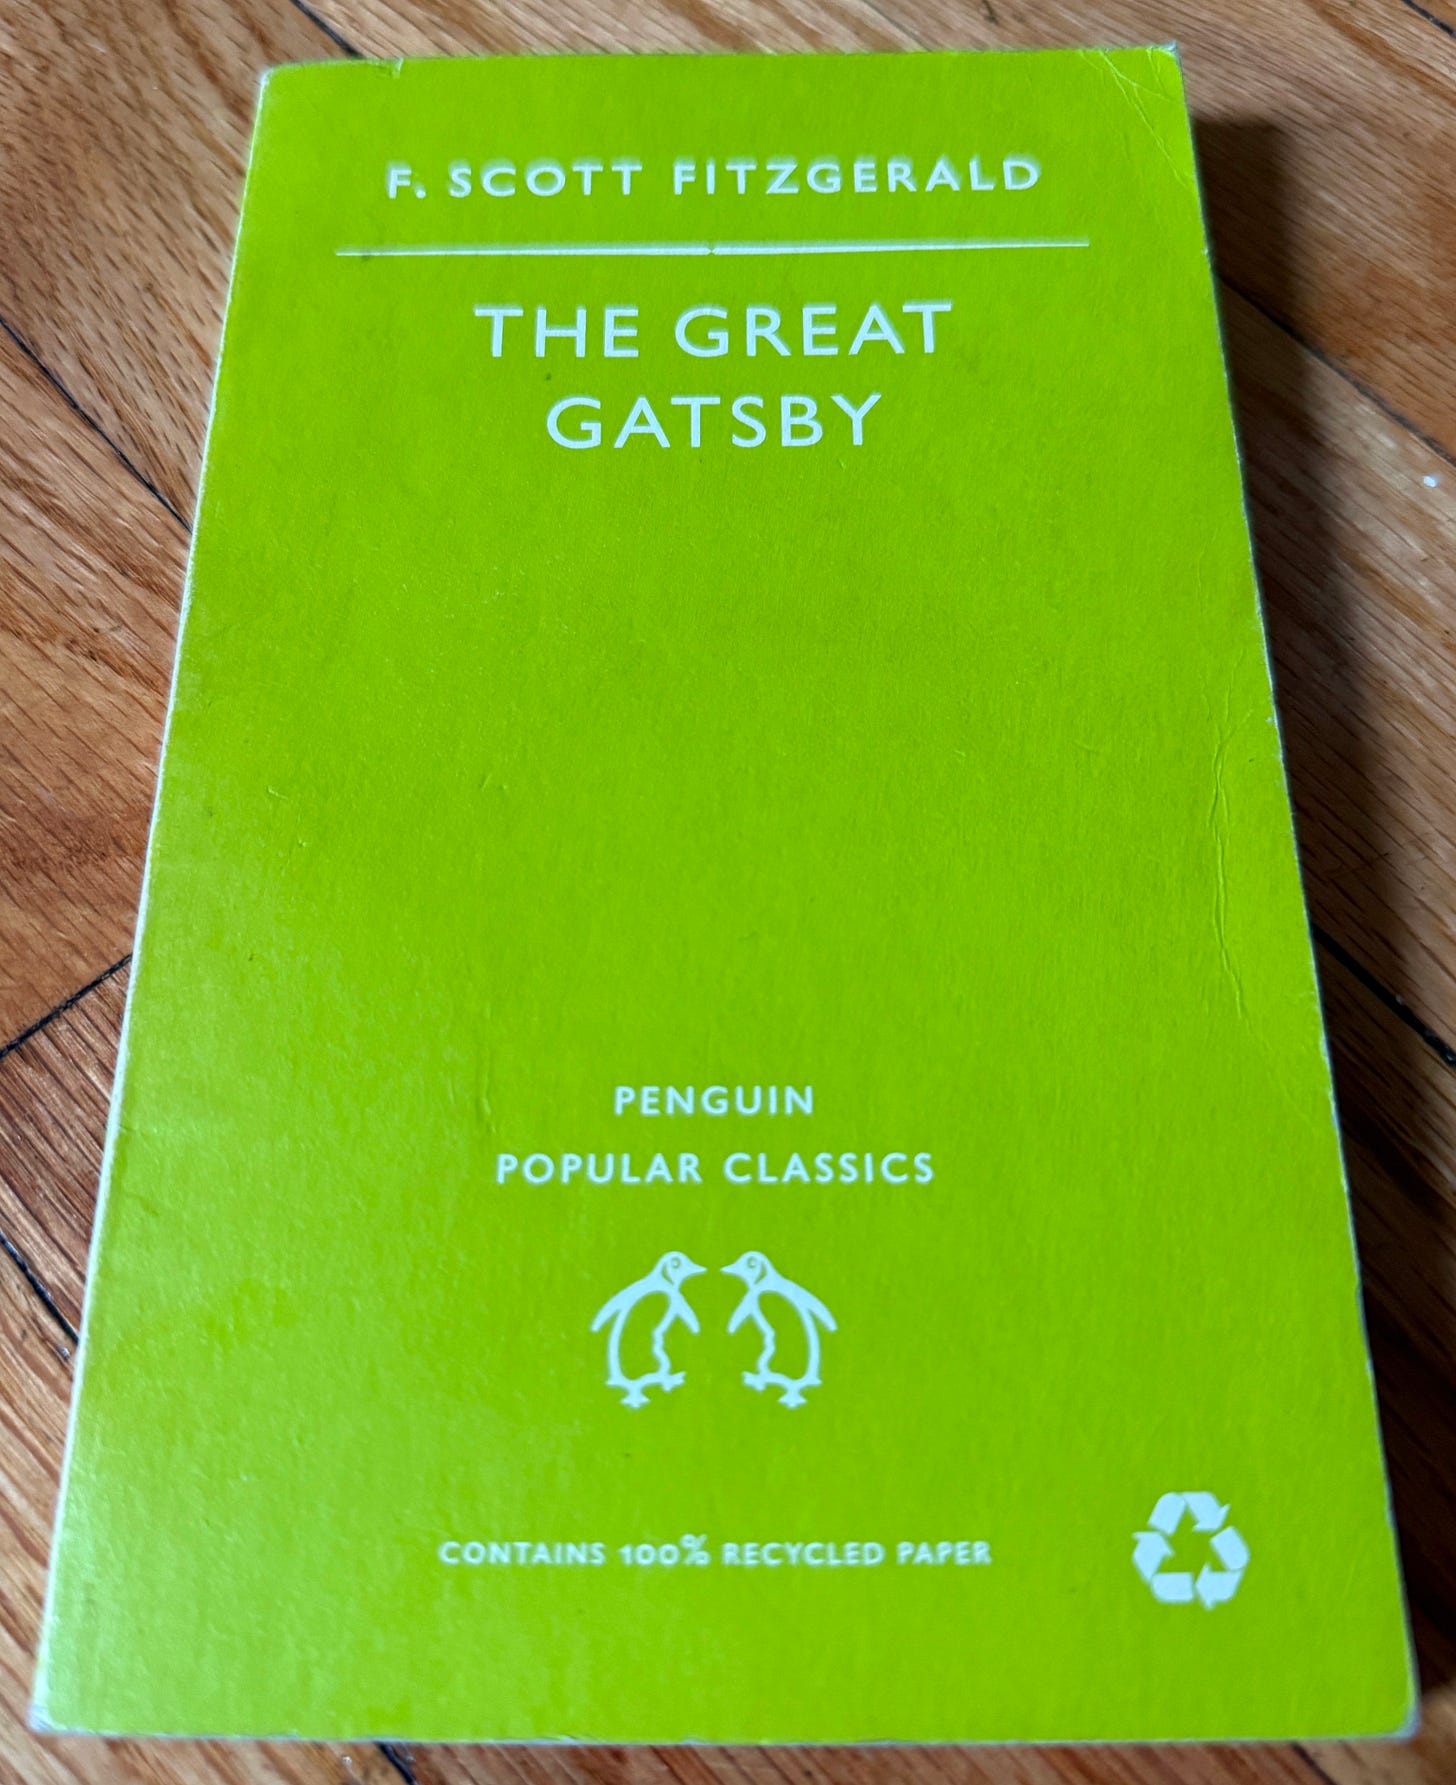 F. SCOTT FITZGERALD
THE GREAT
GATSBY
PENGUIN
POPULAR CLASSICS
CONTAINS 100% RECYCLED PAPER